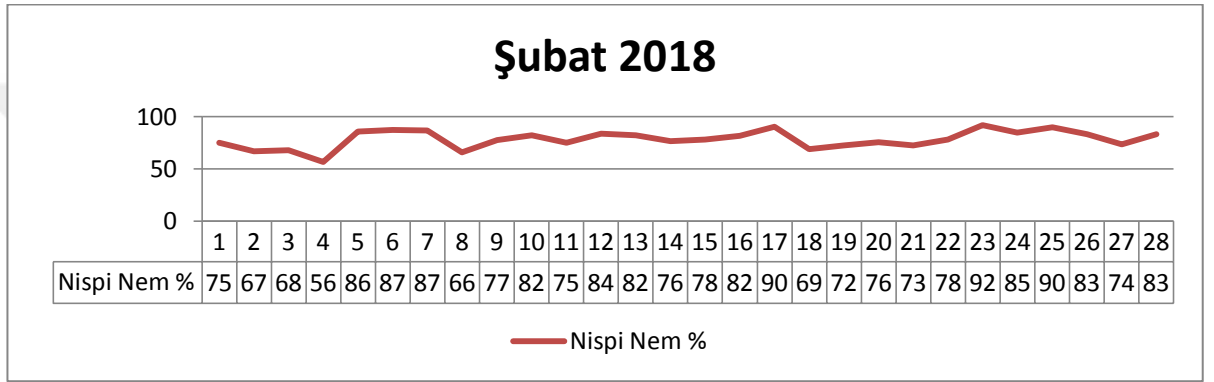 Şubat 2018
100
50
0
1 2 3 4 5 6 7 8 9 10 11 12 13 14 15 16 17 18 19 20 21 22 23 24 25 26 27 28
Nispi Nem % 75 67 68 56 86 87 87 66 77 82 75 84 82 76 78 82 90 69 72 76 73 78 92 85 90 83 74 83
Nispi Nem %